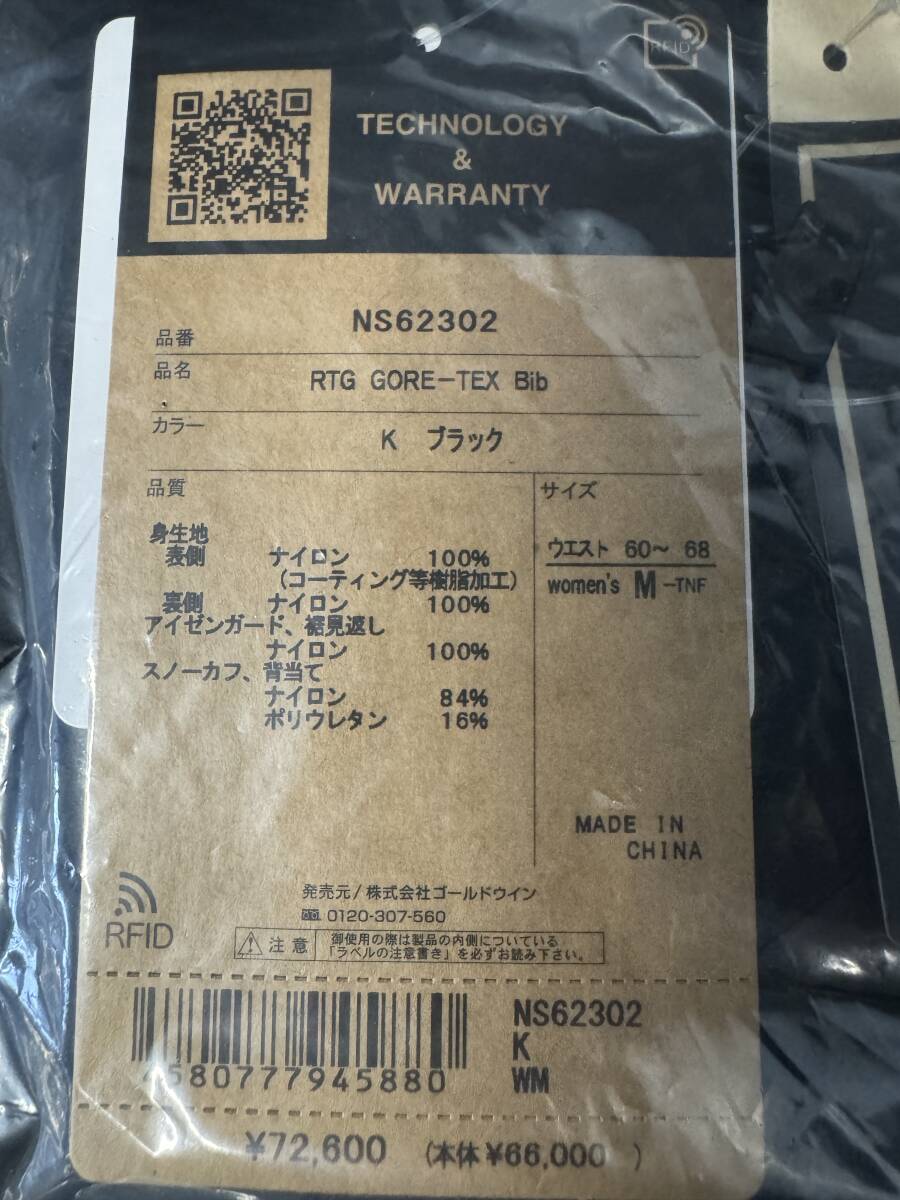 RFID
TECHNOLOGY
&
WARRANTY
品番 NS62302
品名 RTG GORE-TEX Bib
カラー K ブラック
品質
サイズ
身生地
表側 ナイロン 100%
(コーティング等樹脂加工)
裏側 ナイロン 100%
アイゼンガード、裾見返し
ナイロン 100%
スノーカフ、背当て
ナイロン 84%
ポリウレタン 16%
ウエスト 60～ 68
women's M-TNF
MADE IN
CHINA
発売元/株式会社ゴールドウイン
0120-307-560
RFID
注意
御使用の際は製品の内側についている
「ラベルの注意書き」を必ずお読み下さい。
4580777945880
NS62302
K
WM
¥72,600 (本体¥66,000 )